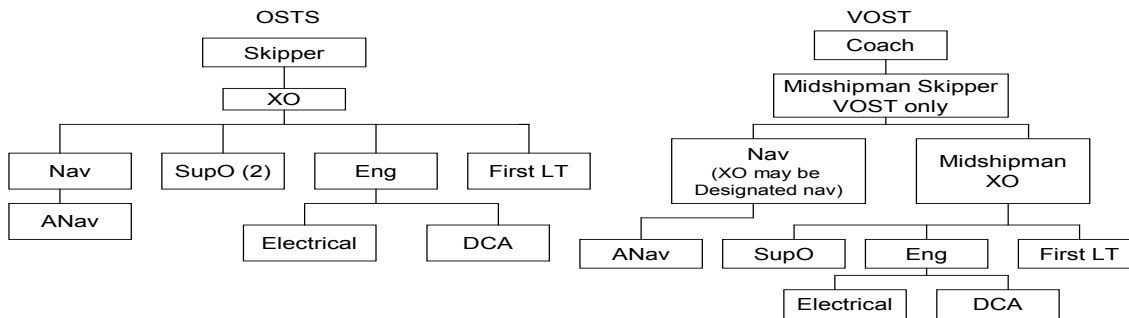 OSTS
Skipper
XO
Nav
SupO (2)
Eng
First LT
ANav
Electrical
DCA
VOST
Coach
Midshipman Skipper
VOST only
Nav
(XO may be
Designated nav)
Midshipman
XO
ANav
SupO
Eng
First LT
Electrical
DCA